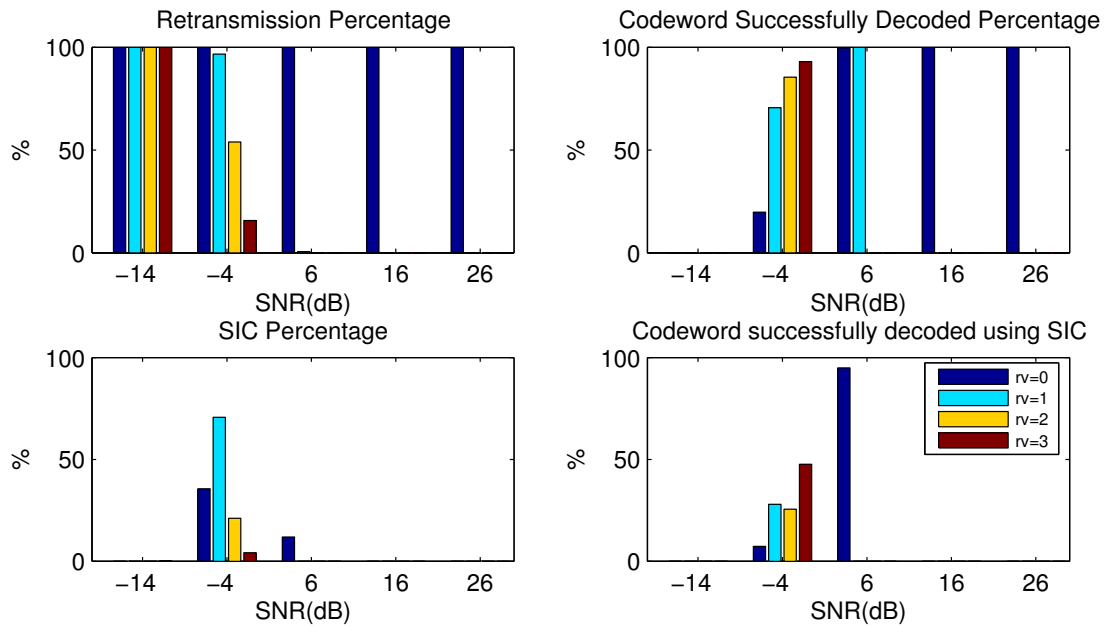 Retransmission Percentage
100
50
0
%
−14 −4 6 16 26
SNR(dB)
Codeword Successfully Decoded Percentage
100
50
0
%
−14 −4 6 16 26
SNR(dB)
SIC Percentage
100
50
0
%
−14 −4 6 16 26
SNR(dB)
Codeword successfully decoded using SIC
100
50
0
%
−14 −4 6 16 26
SNR(dB)
rv=0
rv=1
rv=2
rv=3